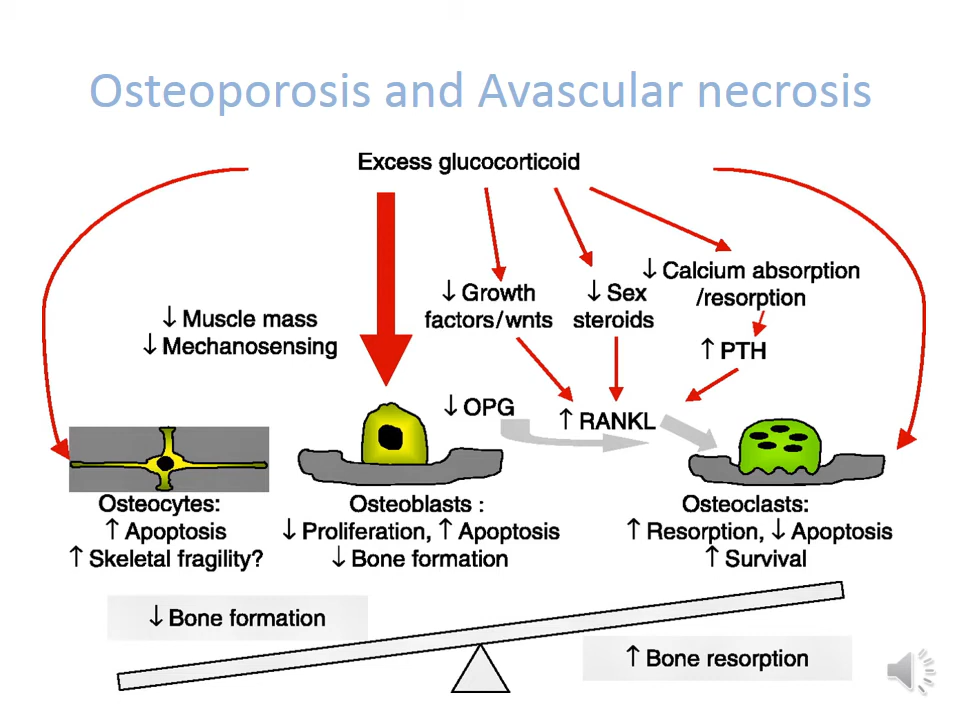 Osteoporosis and Avascular necrosis
Excess glucocorticoid
↓ Muscle mass
↓ Mechanosensing
↓ Growth
factors/wnts
↓ Sex
steroids
↓ Calcium absorption
/resorption
↑ PTH
↓ OPG
↑ RANKL
Osteocytes:
↑ Apoptosis
↑ Skeletal fragility?
Osteoblasts :
↓ Proliferation, ↑ Apoptosis
↓ Bone formation
Osteoclasts:
↑ Resorption, ↓ Apoptosis
↑ Survival
↓ Bone formation
↑ Bone resorption